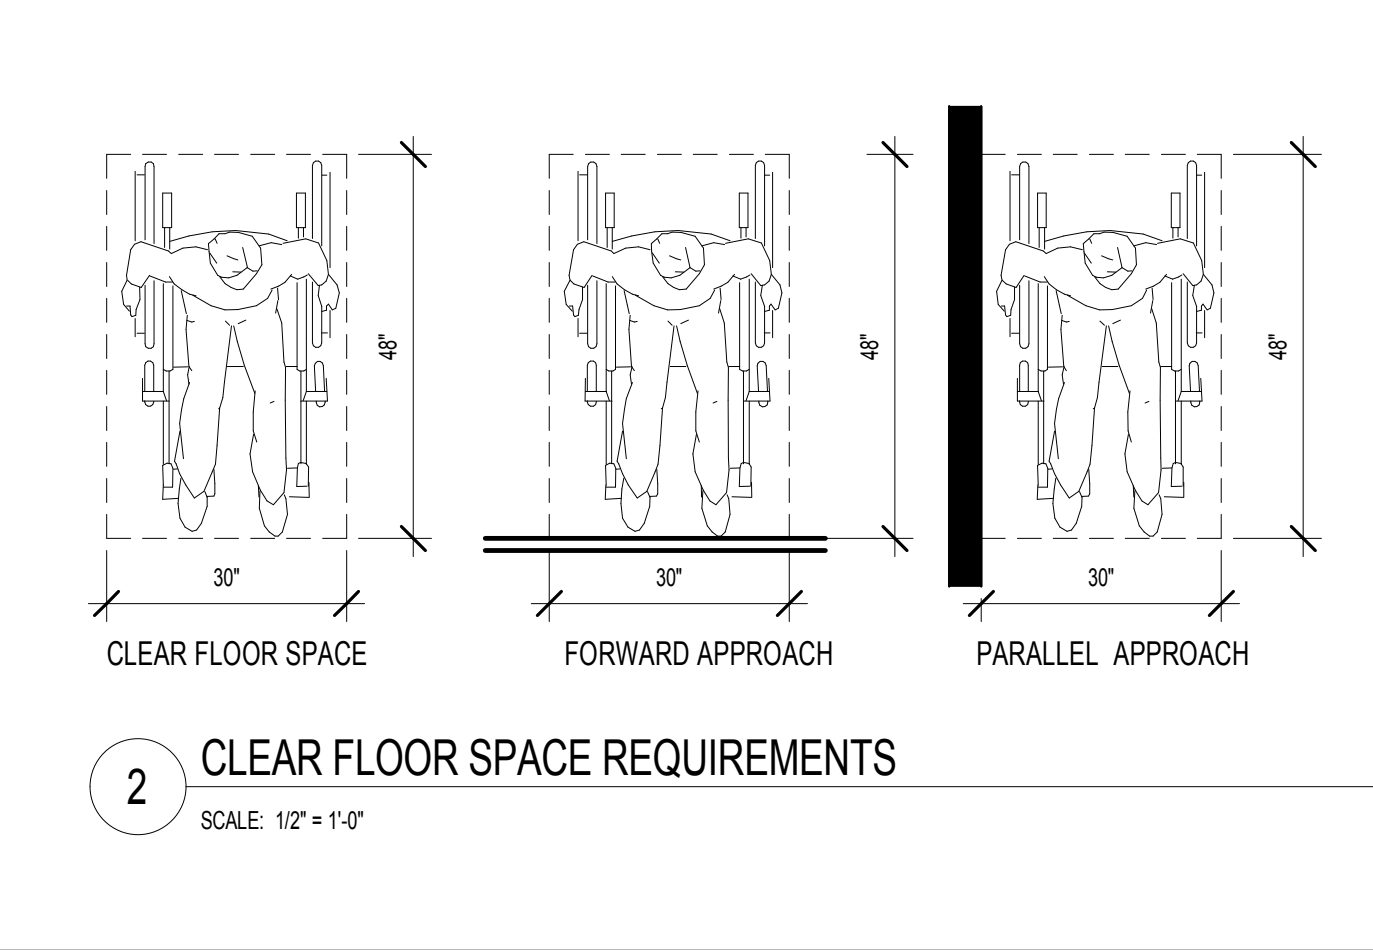 48"
48"
48"
30"
30"
30"
CLEAR FLOOR SPACE
FORWARD APPROACH
PARALLEL APPROACH
2
CLEAR FLOOR SPACE REQUIREMENTS
SCALE: 1/2" = 1'-0"